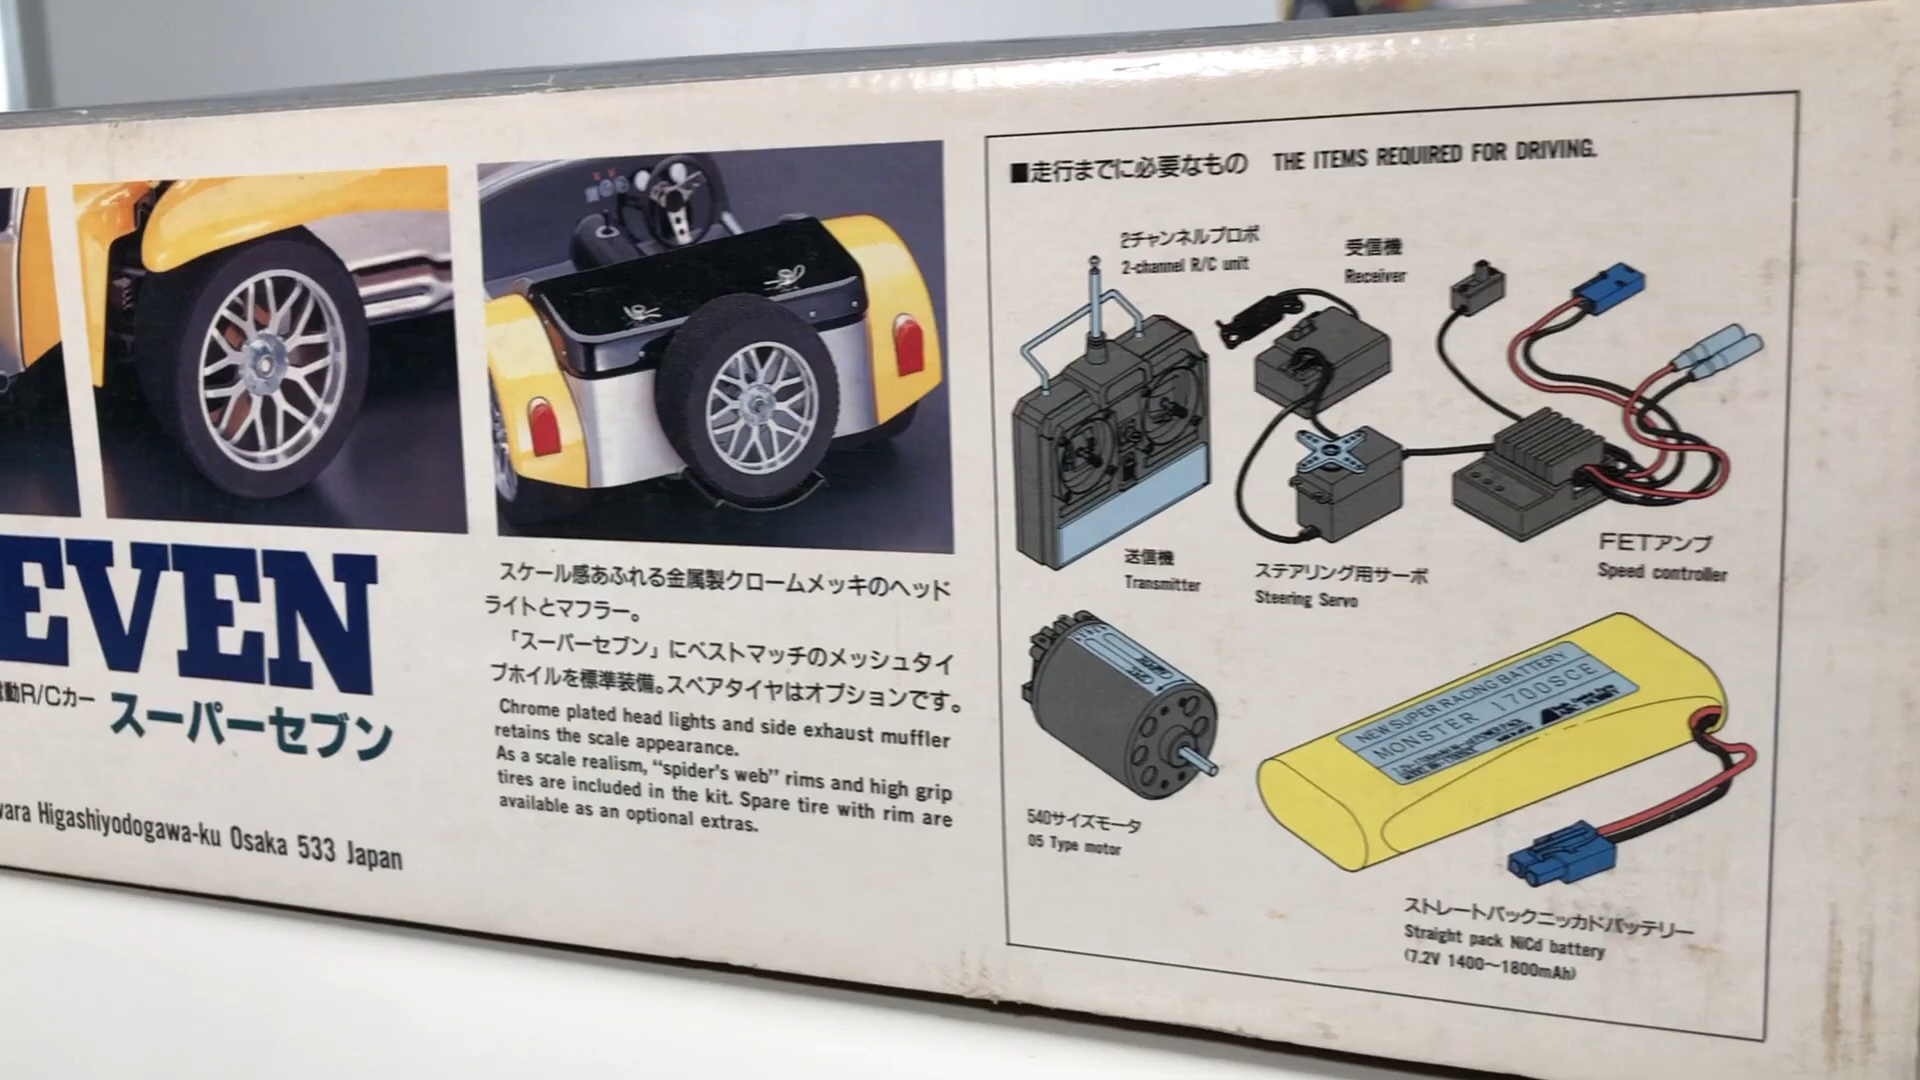 EVEN
動R/Cカー スーパーセブン
Higashiyodogawa-ku Osaka 533 Japan
スケール感あふれる金属製クロームメッキのヘッド
ライトとマフラー。
「スーパーセブン」にベストマッチのメッシュタイ
プホイルを標準装備。スペアタイヤはオプションです。
Chrome plated head lights and side exhaust muffler
retains the scale appearance.
As a scale realism, “spider's web” rims and high grip
tires are included in the kit. Spare tire with rim are
available as an optional extras.
■走行までに必要なもの THE ITEMS REQUIRED FOR DRIVING.
2チャンネルプロポ
2-channel R/C unit
受信機
Receiver
送信機
Transmitter
ステアリング用サーボ
Steering Servo
FETアンプ
Speed controller
540サイズモータ
05 Type motor
NEW SUPER RACING BATTERY
MONSTER 1700SCE
ストレートパックニッカドバッテリー
Straight pack NiCd battery
(7.2V 1400～1800mAh)